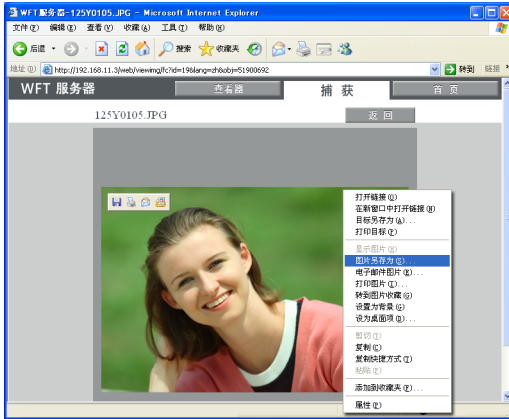 WFT 服务器-125Y0105.JPG - Microsoft Internet Explorer
文件(F) 编辑(E) 查看(V) 收藏(A) 工具(T) 帮助(H)
后退 搜索 收藏夹
地址(D) http://192.168.11.3/web/viewimg/fc?id=19&lang=zh&obj=51900692 转到 链接 »
WFT 服务器 查看器 捕 获 首 页
125Y0105.JPG 返 回
打开链接(O)
在新窗口中打开链接(N)
目标另存为(A)...
打印目标(P)
显示图片(H)
图片另存为(S)...
电子邮件图片(E)...
打印图片(I)...
转到图片收藏(G)
设置为背景(G)
设为桌面项(D)...
剪切(T)
复制(C)
复制快捷方式(T)
粘贴(P)
添加到收藏夹(F)...
属性(P)